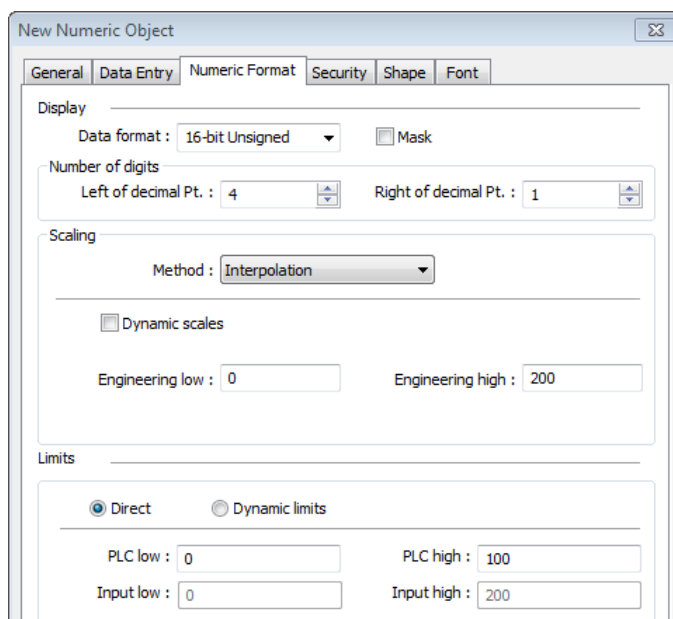 New Numeric Object
General Data Entry Numeric Format Security Shape Font
Display
Data format : 16-bit Unsigned Mask
Number of digits
Left of decimal Pt. : 4 Right of decimal Pt. : 1
Scaling
Method : Interpolation
Dynamic scales
Engineering low : 0 Engineering high : 200
Limits
Direct Dynamic limits
PLC low : 0 PLC high : 100
Input low : 0 Input high : 200